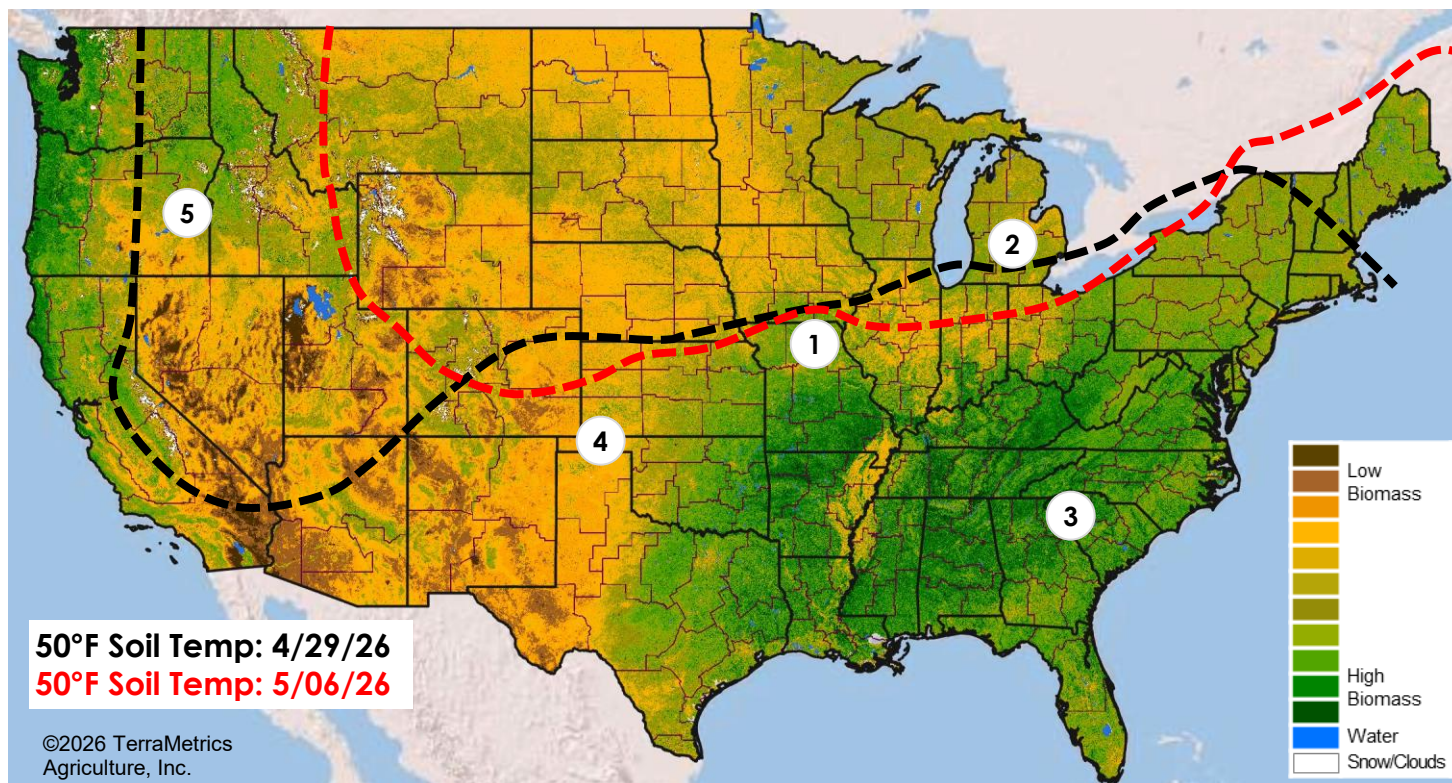 5
2
1
4
3
50°F Soil Temp: 4/29/26
50°F Soil Temp: 5/06/26
©2026 TerraMetrics
Agriculture, Inc.
Low
Biomass
High
Biomass
Water
Snow/Clouds